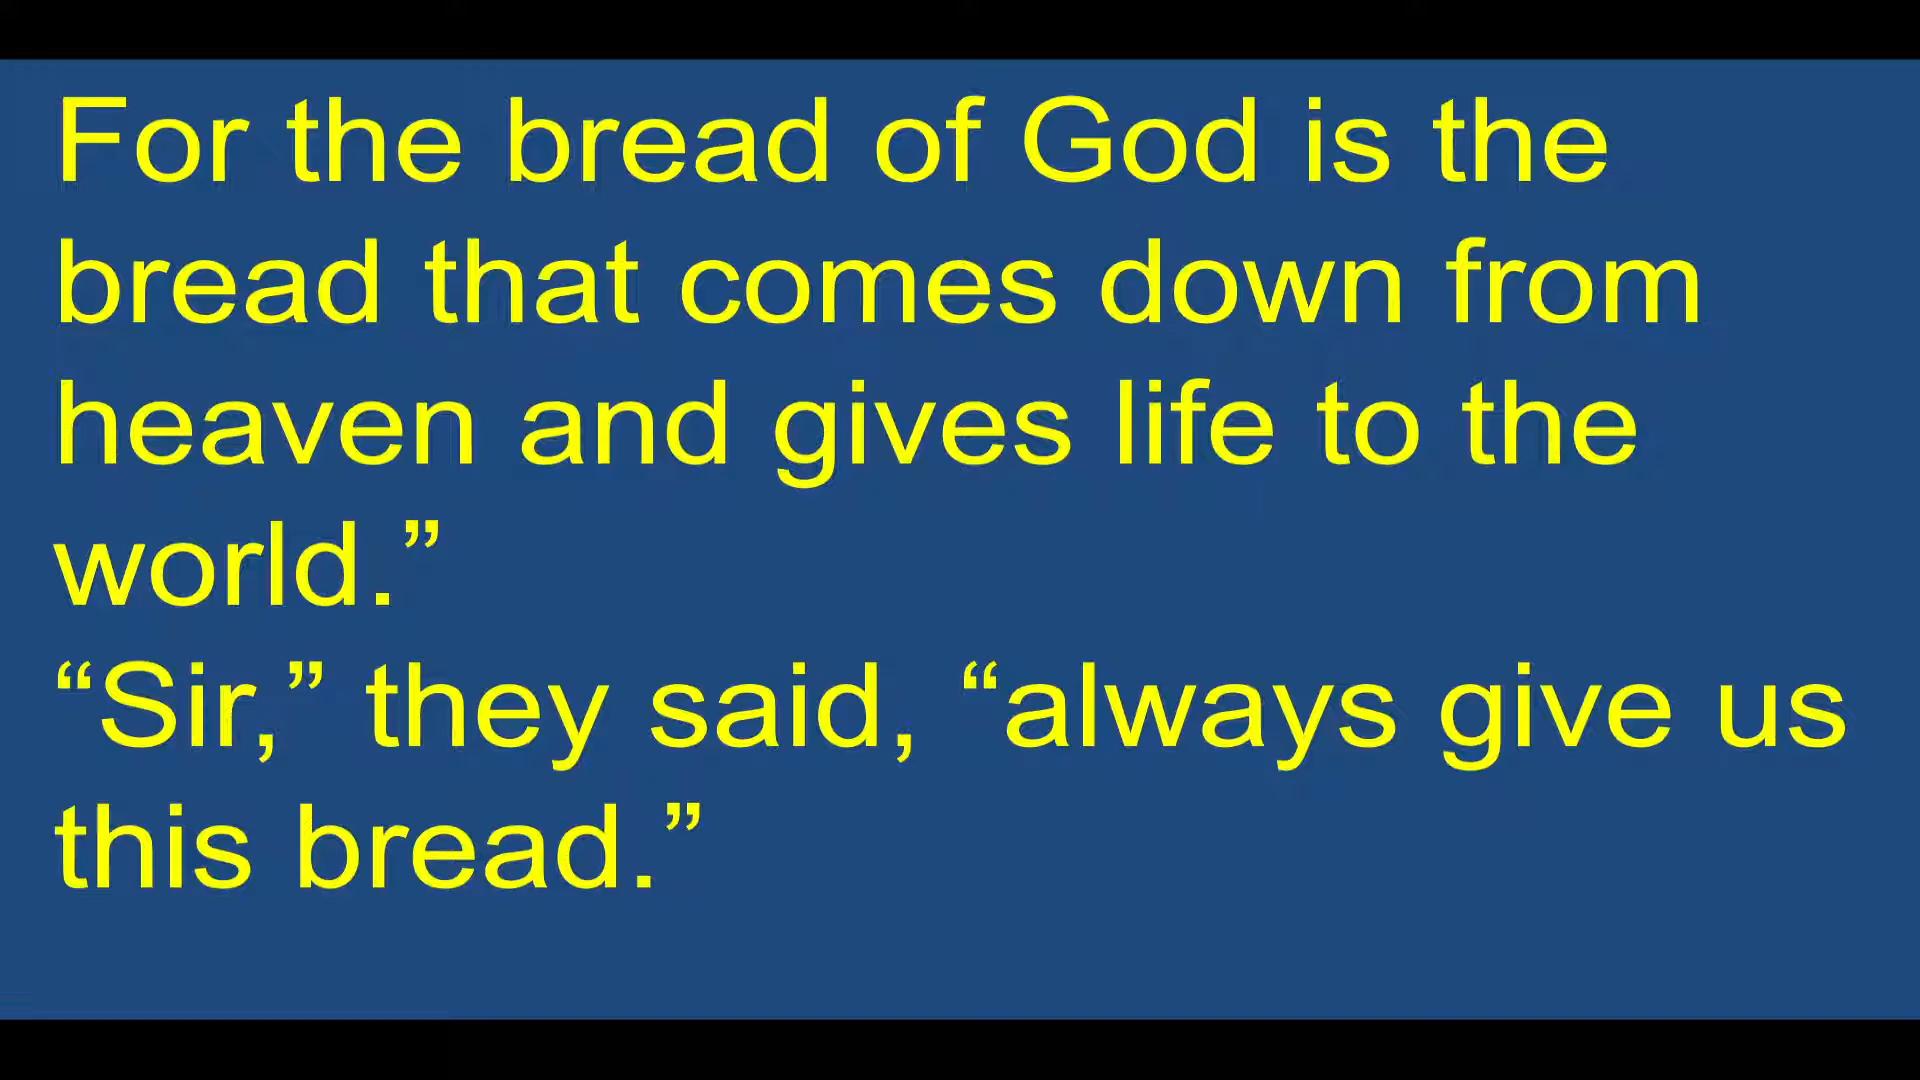 For the bread of God is the
bread that comes down from
heaven and gives life to the
world.”
“Sir,” they said, “always give us
this bread.”